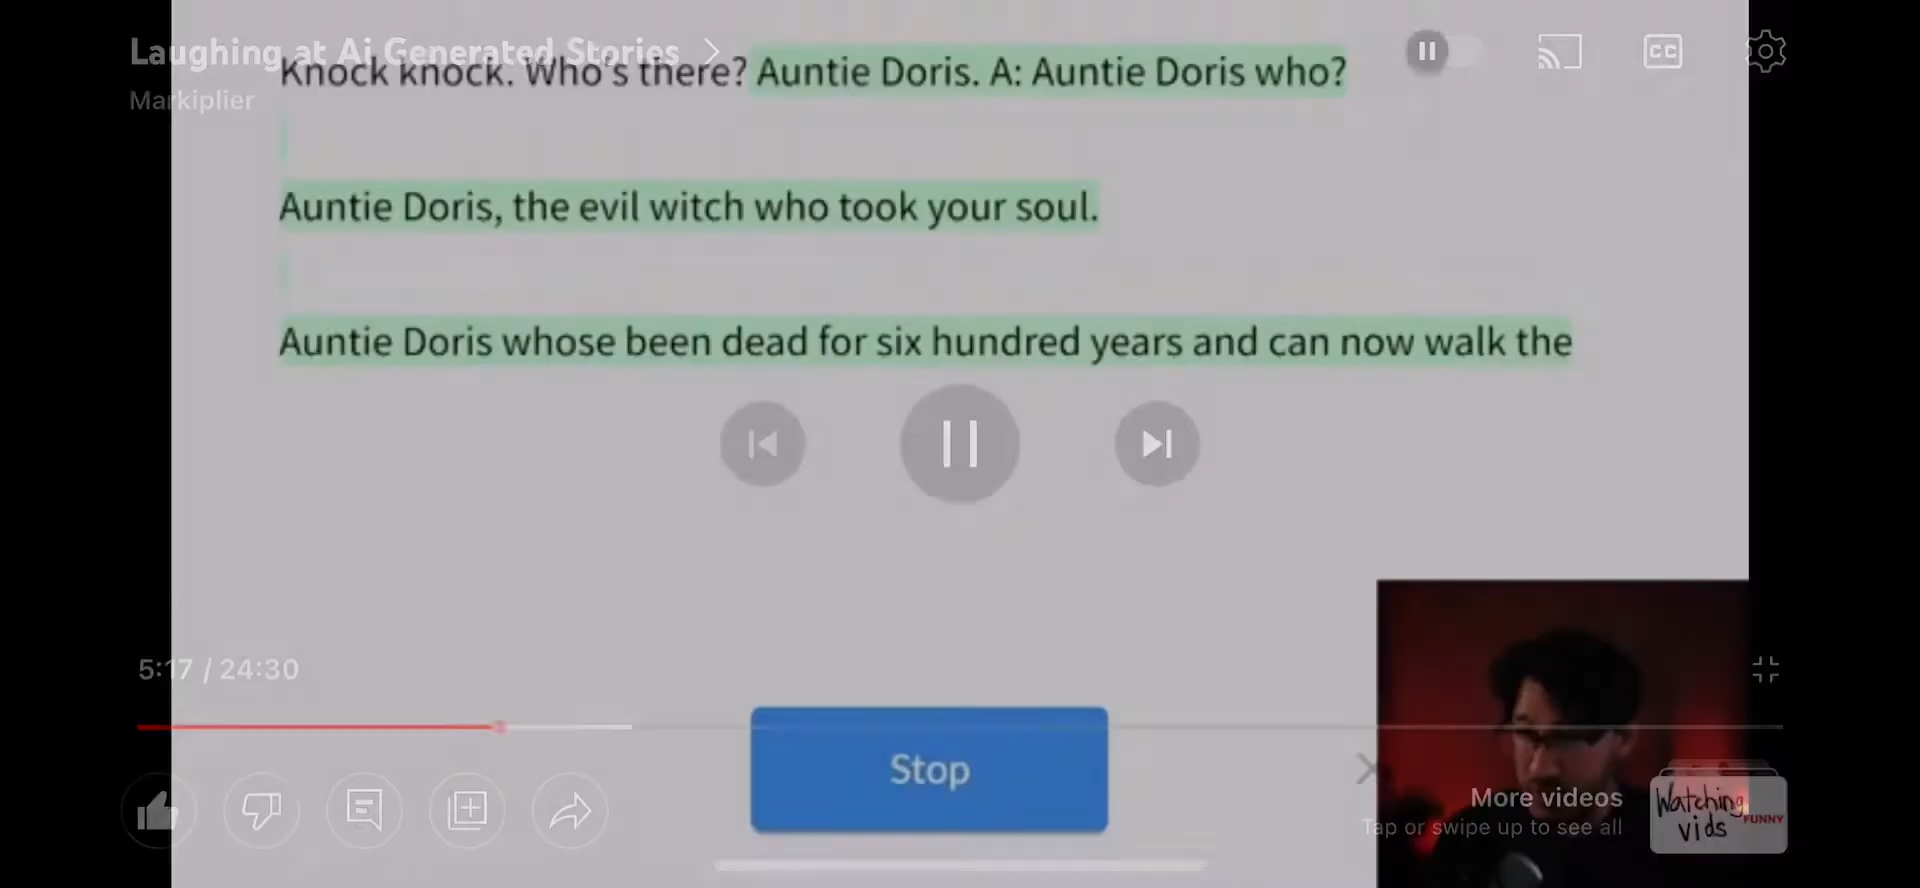 Laughing at Ai Generated Stories
Markiplier
CC
Knock knock. Who's there? Auntie Doris. A: Auntie Doris who?
Auntie Doris, the evil witch who took your soul.
Auntie Doris whose been dead for six hundred years and can now walk the
5:17 / 24:30
Stop
More videos
Tap or swipe up to see all
Watching
vids
FUNNY